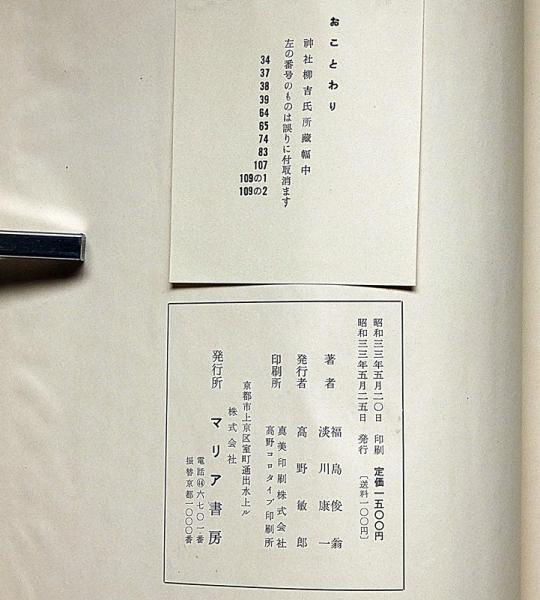 おことわり
神社柳吉氏所蔵幅中
左の番号のものは誤りに付取消ます
34
37
38
39
64
65
74
83
107
109の1
109の2
昭和三三年五月二〇日 印刷 定価一五〇〇円
昭和三三年五月二五日 発行 〔送料一〇〇円〕
著者 福島俊翁
淡川康一
発行者 高野敏郎
印刷所 真美印刷株式会社
高野コロタイプ印刷所
京都市上京区室町通出水上ル
発行所 株式会社 マリア書房
電話㊹六七〇一番
振替京都一〇〇〇番